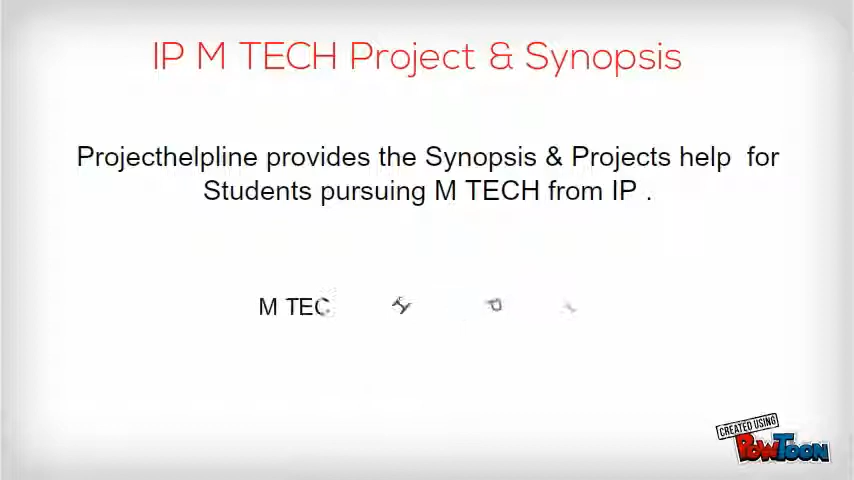 IP M TECH Project & Synopsis
Projecthelpline provides the Synopsis & Projects help for
Students pursuing M TECH from IP .
M TEC
CREATED USING
POWTOON